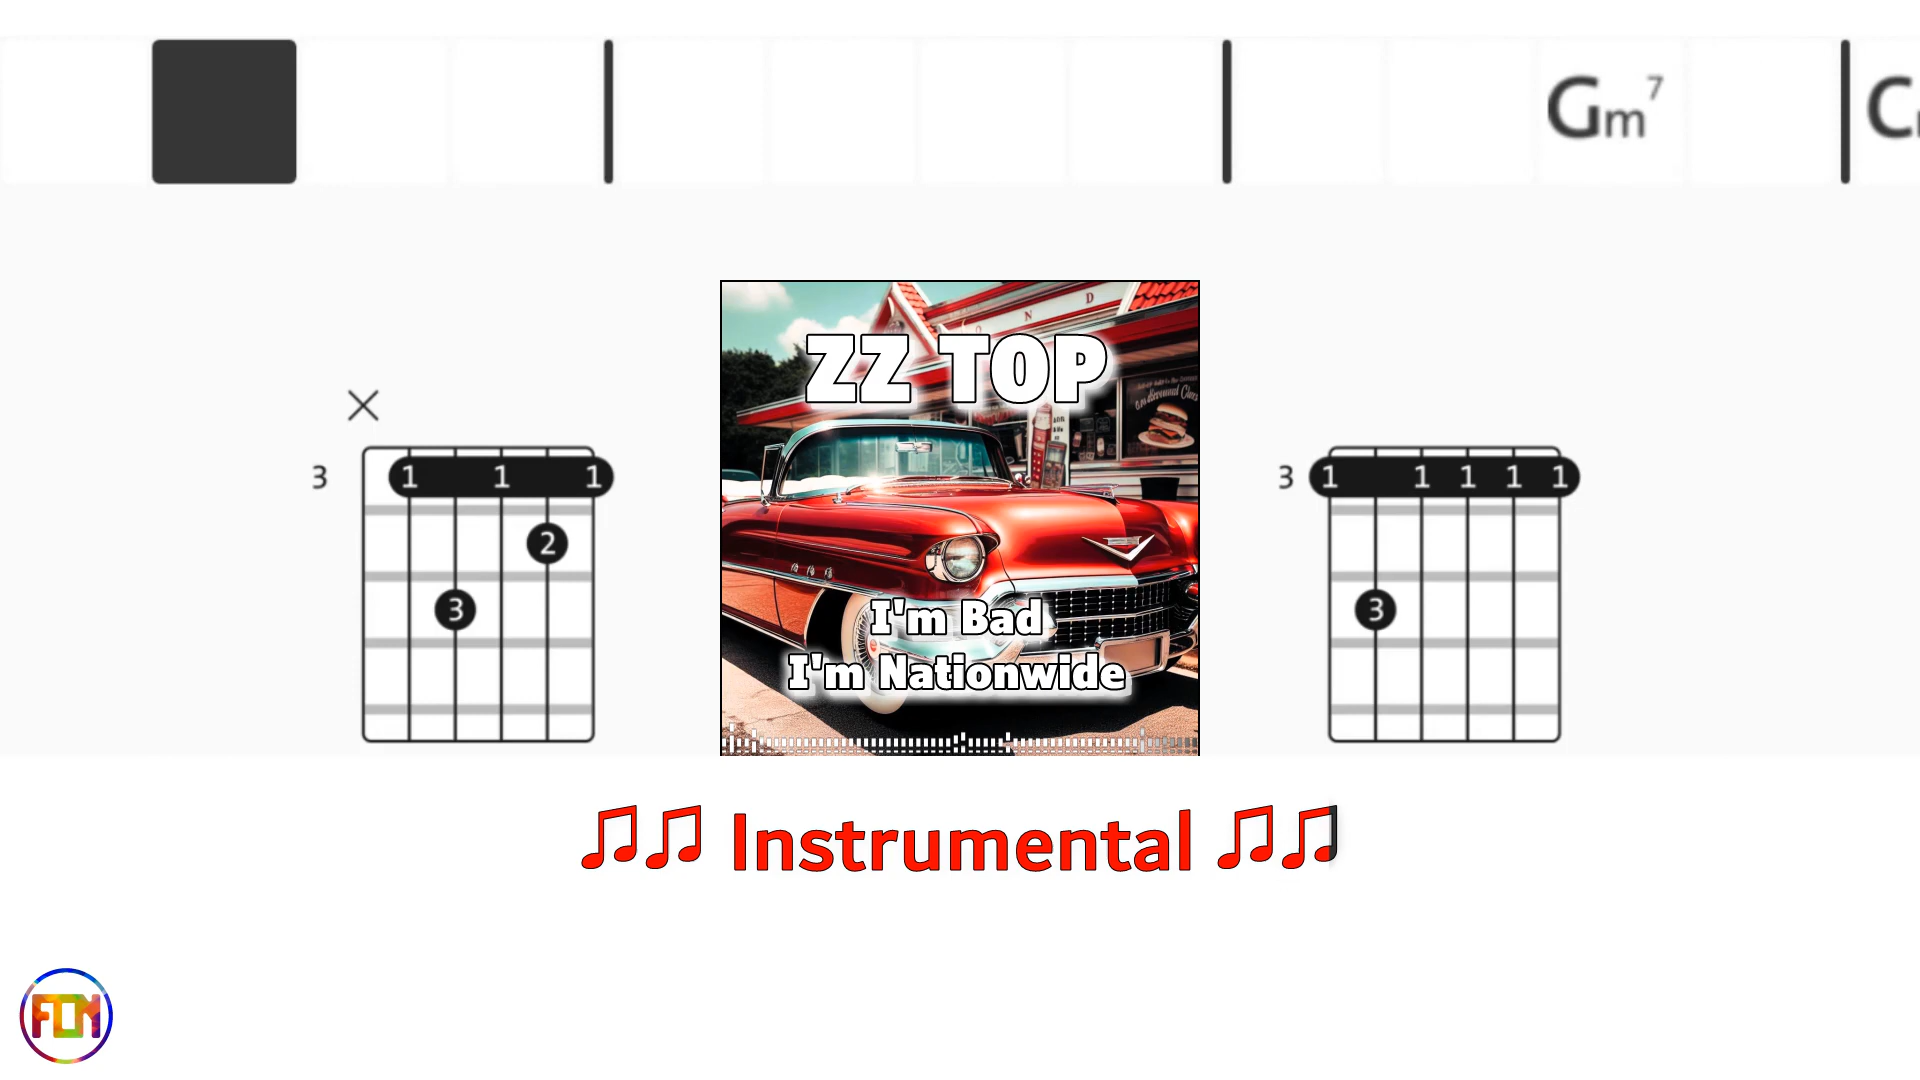 Gm7
C
3
1 1 1
2
3
3
1 1 1 1 1
3
ZZ TOP
I'm Bad
I'm Nationwide
♫♫ Instrumental ♫♫
FCM